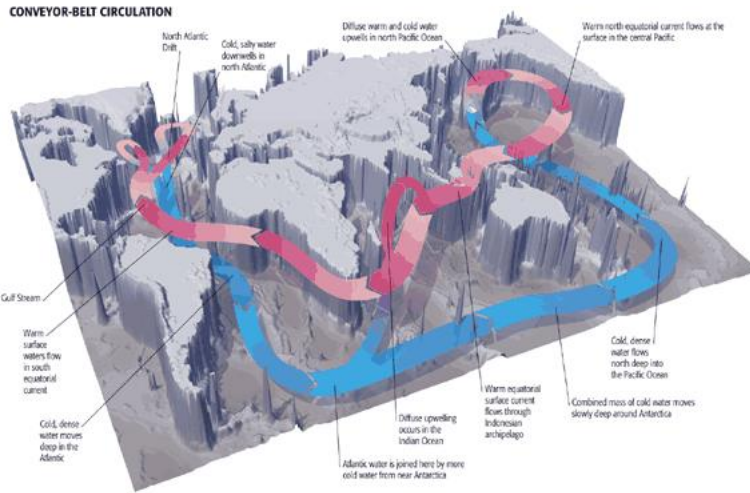 CONVEYOR-BELT CIRCULATION
North Atlantic
Drift
Cold, salty water
downwells in
north Atlantic
Diffuse warm and cold water
upwells in north Pacific Ocean
Warm north equatorial current flows at the
surface in the central Pacific
Gulf Stream
Warm
surface
waters flow
in south
equatorial
current
Cold, dense
water moves
deep in the
Atlantic
Atlantic water is joined here by more
cold water from near Antarctica
Diffuse upwelling
occurs in the
Indian Ocean
Warm equatorial
surface current
flows through
Indonesian
archipelago
Combined mass of cold water moves
slowly deep around Antarctica
Cold, dense
water flows
north deep into
the Pacific Ocean